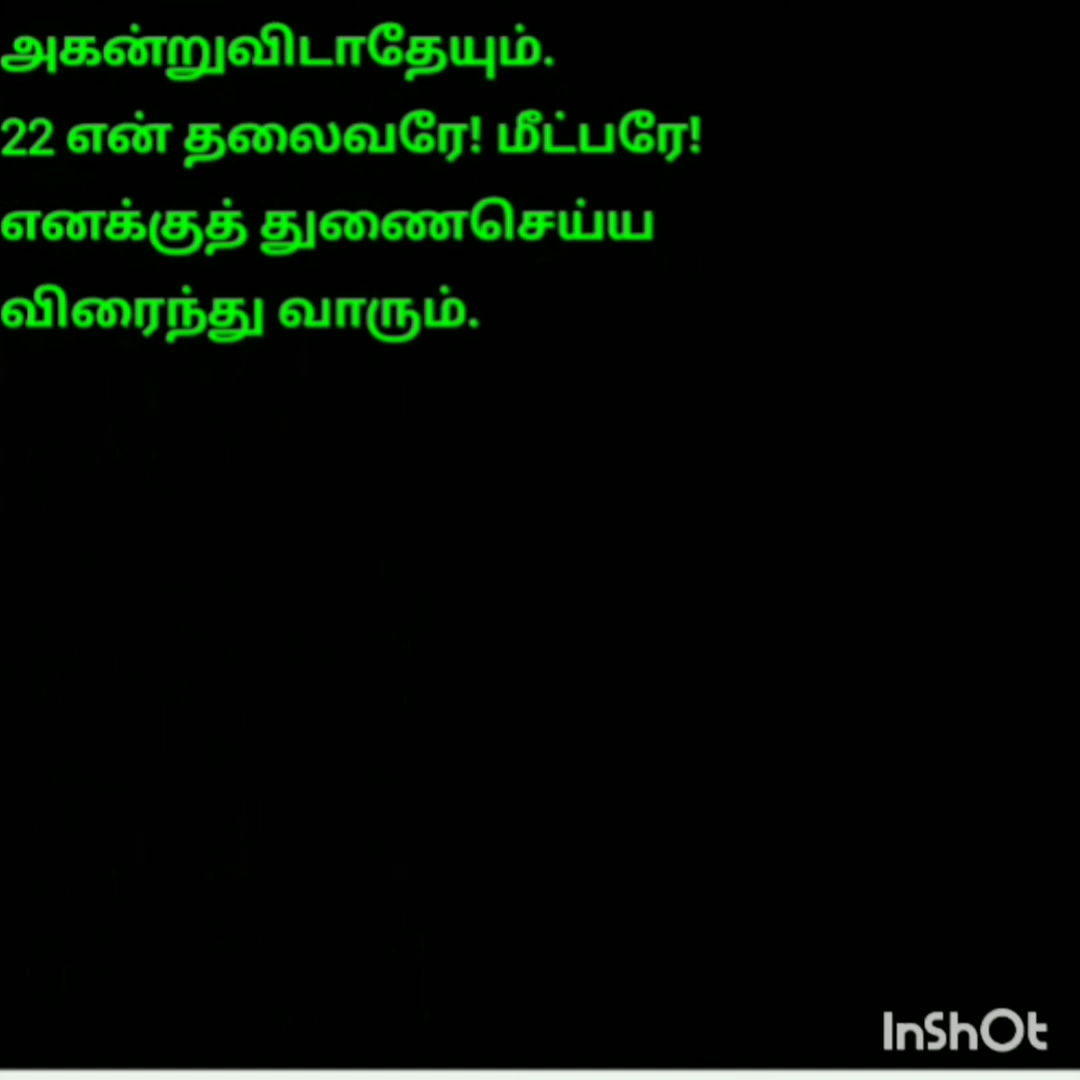 அகன்றுவிடாதேயும்.
22 என் தலைவரே! மீட்பரே!
எனக்குத் துணைசெய்ய
விரைந்து வாரும்.
InShOt